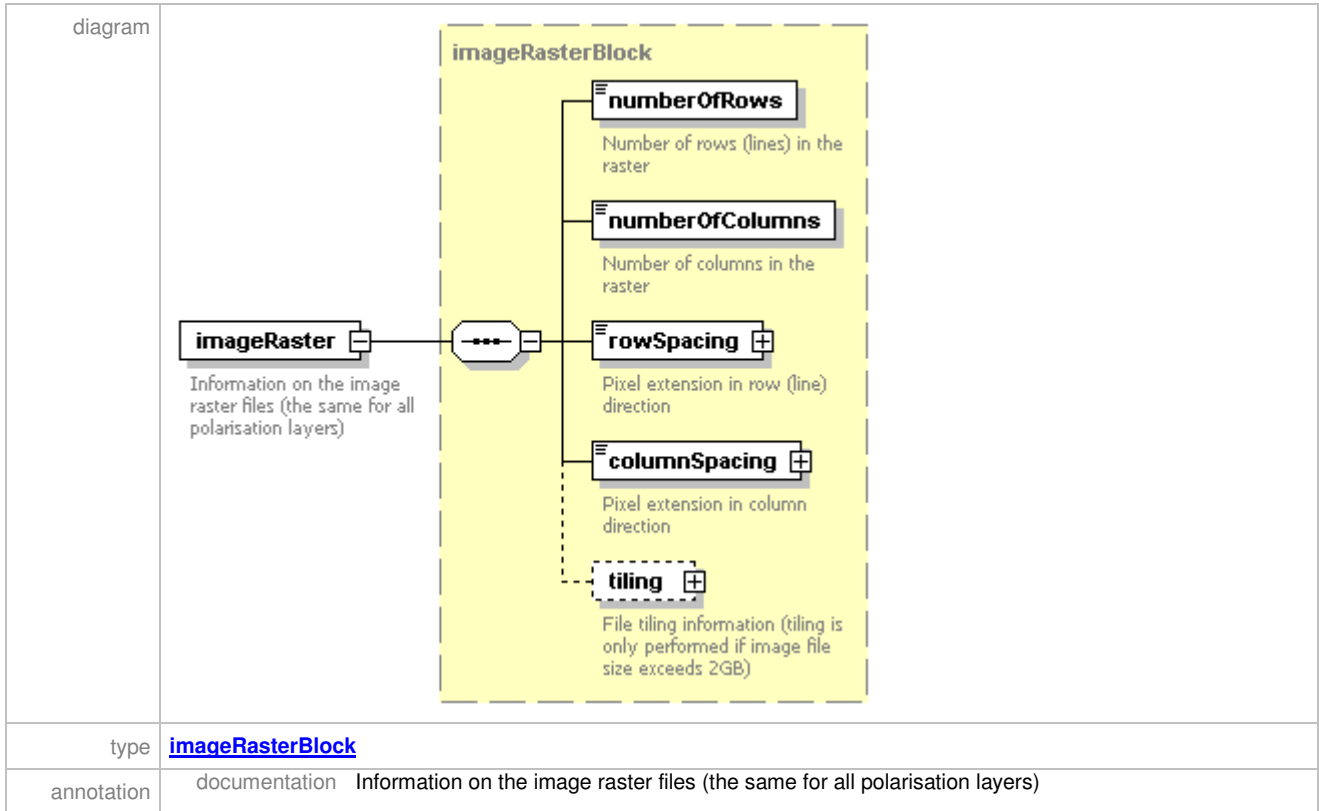 diagram
imageRasterBlock
numberOfRows
Number of rows (lines) in the
raster
numberOfColumns
Number of columns in the
raster
imageRaster
Information on the image
raster files (the same for all
polarisation layers)
rowSpacing
Pixel extension in row (line)
direction
columnSpacing
Pixel extension in column
direction
tiling
File tiling information (tiling is
only performed if image file
size exceeds 2GB)
type imageRasterBlock
annotation documentation Information on the image raster files (the same for all polarisation layers)